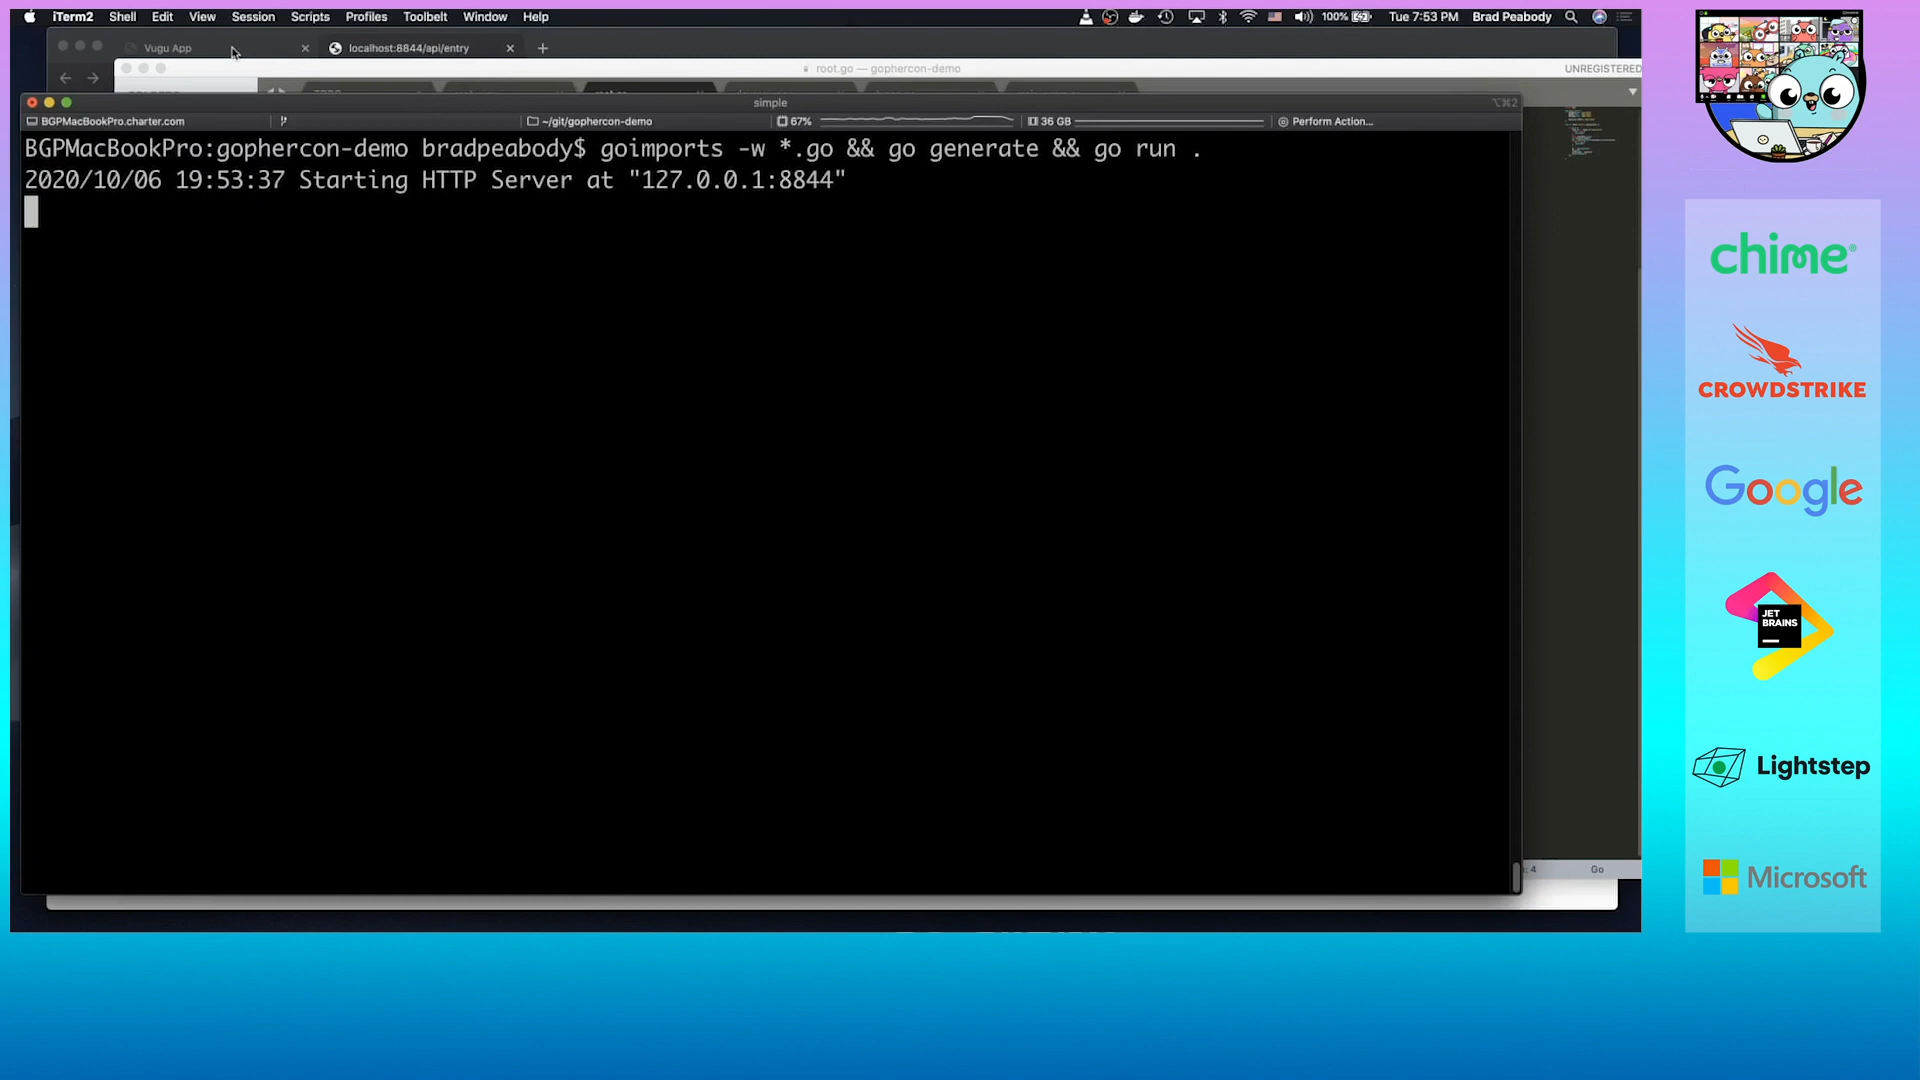 iTerm2 Shell Edit View Session Scripts Profiles Toolbelt Window Help 100% Tue 7:53 PM Brad Peabody
Vugu App localhost:8844/api/entry
root.go — gophercon-demo UNREGISTERED
simple ⌥⌘2
BGPMacBookPro.charter.com ~/git/gophercon-demo 67% 36 GB Perform Action...
BGPMacBookPro:gophercon-demo bradpeabody$ goimports -w *.go && go generate && go run .
2020/10/06 19:53:37 Starting HTTP Server at "127.0.0.1:8844"
: 4 Go
chime®
CROWDSTRIKE
Google
JET
BRAINS
Lightstep
Microsoft